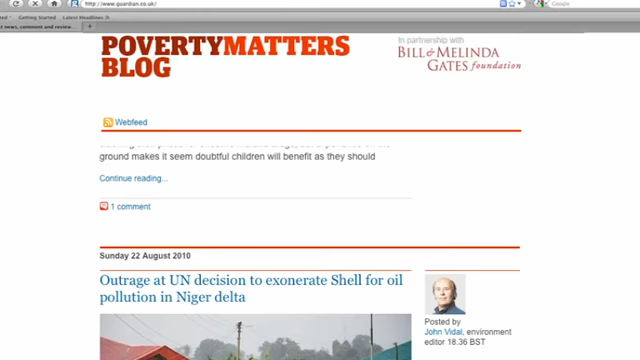 http://www.guardian.co.uk/
Google
Getting Started Latest Headlines
news, comment and review...
POVERTYMATTERS
BLOG
In partnership with
BILL & MELINDA
GATES foundation
Webfeed
ground makes it seem doubtful children will benefit as they should
Continue reading...
1 comment
Sunday 22 August 2010
Outrage at UN decision to exonerate Shell for oil
pollution in Niger delta
Posted by
John Vidal, environment
editor 18.36 BST